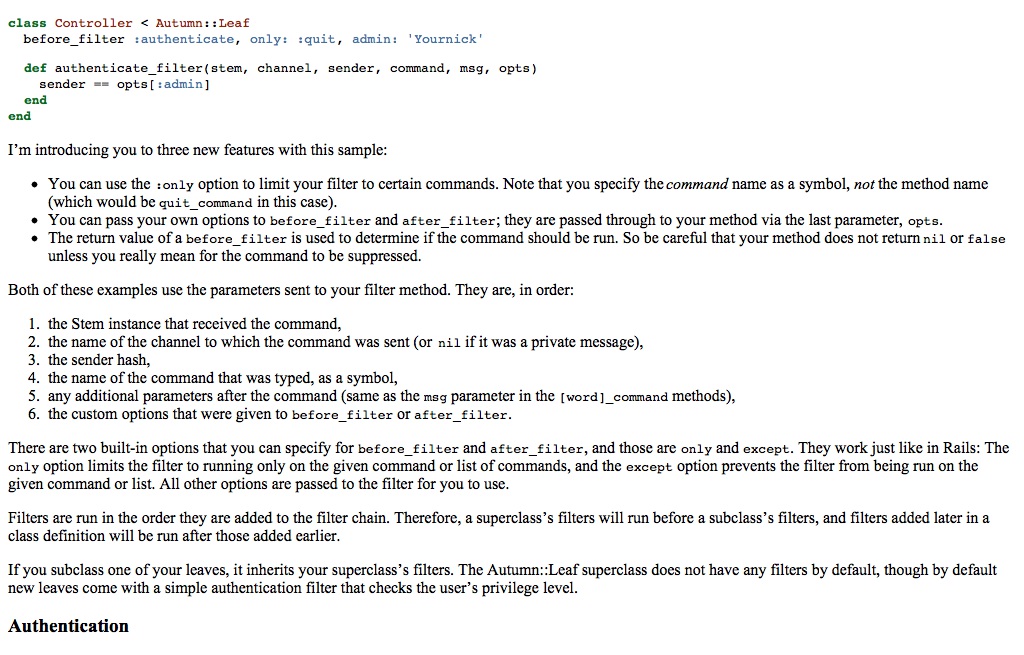 class Controller < Autumn::Leaf
before_filter :authenticate, only: :quit, admin: 'Yournick'
def authenticate_filter(stem, channel, sender, command, msg, opts)
sender == opts[:admin]
end
end
I’m introducing you to three new features with this sample:
• You can use the :only option to limit your filter to certain commands. Note that you specify the command name as a symbol, not the method name
(which would be quit_command in this case).
• You can pass your own options to before_filter and after_filter; they are passed through to your method via the last parameter, opts.
• The return value of a before_filter is used to determine if the command should be run. So be careful that your method does not return nil or false
unless you really mean for the command to be suppressed.
Both of these examples use the parameters sent to your filter method. They are, in order:
1. the Stem instance that received the command,
2. the name of the channel to which the command was sent (or nil if it was a private message),
3. the sender hash,
4. the name of the command that was typed, as a symbol,
5. any additional parameters after the command (same as the msg parameter in the [word]_command methods),
6. the custom options that were given to before_filter or after_filter.
There are two built-in options that you can specify for before_filter and after_filter, and those are only and except. They work just like in Rails: The
only option limits the filter to running only on the given command or list of commands, and the except option prevents the filter from being run on the
given command or list. All other options are passed to the filter for you to use.
Filters are run in the order they are added to the filter chain. Therefore, a superclass’s filters will run before a subclass’s filters, and filters added later in a
class definition will be run after those added earlier.
If you subclass one of your leaves, it inherits your superclass’s filters. The Autumn::Leaf superclass does not have any filters by default, though by default
new leaves come with a simple authentication filter that checks the user’s privilege level.
Authentication